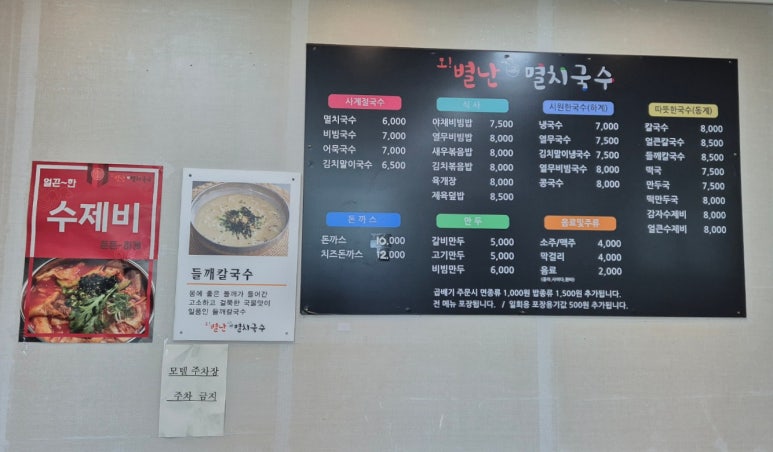 얼큰~한
수제비
들깨칼국수
몸에 좋은 들깨가 들어간
고소하고 걸쭉한 국물맛이
일품인 들깨칼국수
오! 별난 멸치국수
모텔 주차장
주차 금지
오! 별난 멸치국수
사계절국수
멸치국수 6,000
비빔국수 7,000
어묵국수 7,000
김치말이국수 6,500
식사
야채비빔밥 7,500
열무비빔밥 8,000
새우볶음밥 8,000
김치볶음밥 8,000
육개장 8,000
제육덮밥 8,500
시원한국수(하계)
냉국수 7,000
열무국수 7,500
김치말이냉국수 7,500
열무비빔국수 8,000
콩국수 8,000
따뜻한국수(동계)
칼국수 8,000
얼큰칼국수 8,500
들깨칼국수 8,500
떡국 7,500
만두국 7,500
떡만두국 8,000
감자수제비 8,000
얼큰수제비 8,500
돈까스
돈까스 10,000
치즈돈까스 12,000
만두
갈비만두 5,000
고기만두 5,000
비빔만두 6,000
음료및주류
소주/맥주 4,000
막걸리 4,000
음료 2,000
(콜라, 사이다, 환타)
곱배기 주문시 면종류 1,000원 밥종류 1,500원 추가됩니다.
전 메뉴 포장됩니다. / 일회용 포장용기값 500원 추가됩니다.